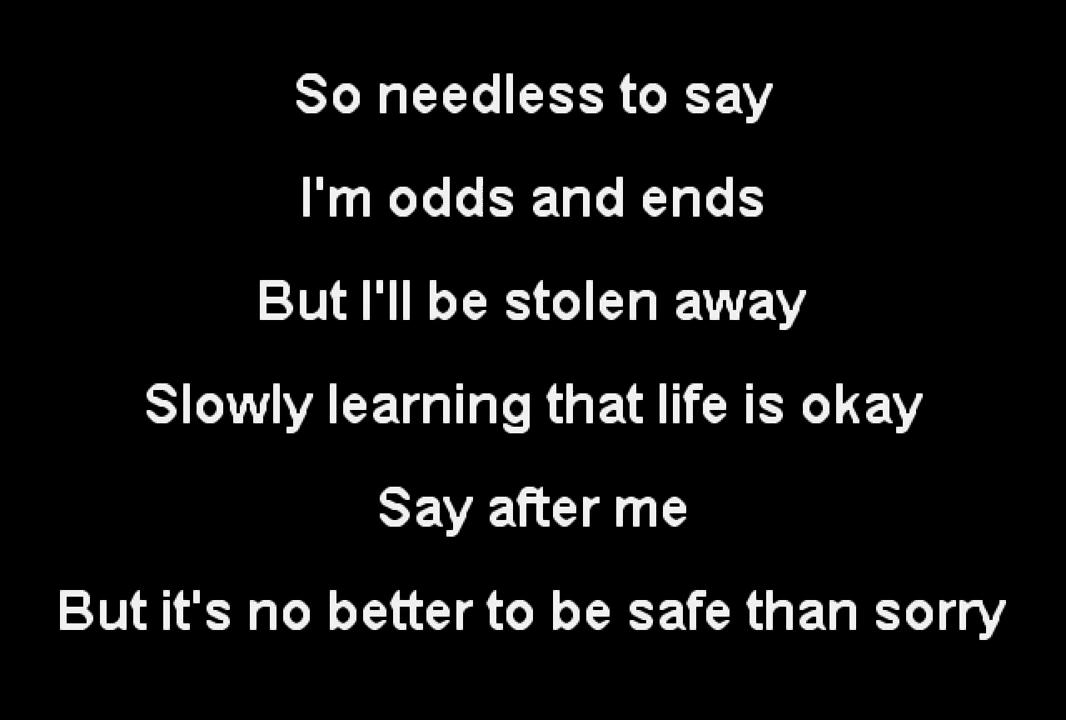 So needless to say
I'm odds and ends
But I'll be stolen away
Slowly learning that life is okay
Say after me
But it's no better to be safe than sorry